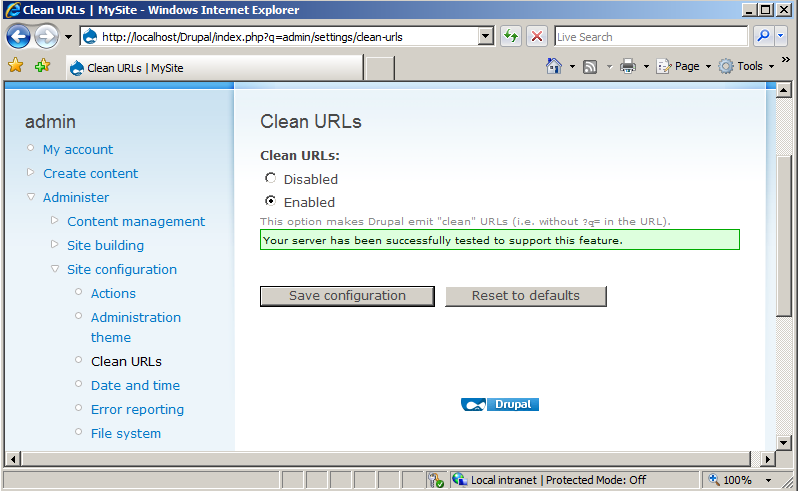 Clean URLs | MySite - Windows Internet Explorer
http://localhost/Drupal/index.php?q=admin/settings/clean-urls
Live Search
Clean URLs | MySite
Page
Tools
admin
My account
Create content
Administer
Content management
Site building
Site configuration
Actions
Administration
theme
Clean URLs
Date and time
Error reporting
File system
Clean URLs
Clean URLs:
Disabled
Enabled
This option makes Drupal emit "clean" URLs (i.e. without ?q= in the URL).
Your server has been successfully tested to support this feature.
Save configuration
Reset to defaults
Drupal
Local intranet | Protected Mode: Off
100%